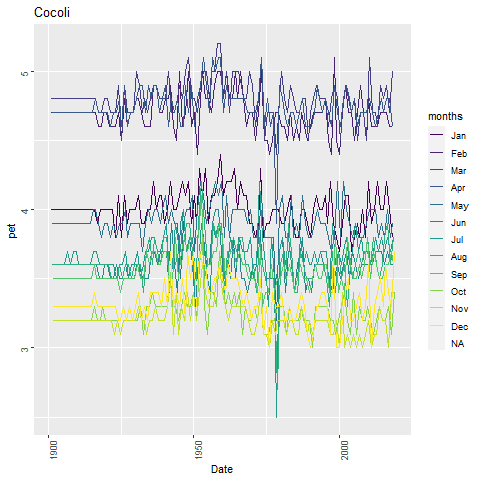 Cocoli
5
4
3
pet
1900
1950
2000
Date
months
Jan
Feb
Mar
Apr
May
Jun
Jul
Aug
Sep
Oct
Nov
Dec
NA